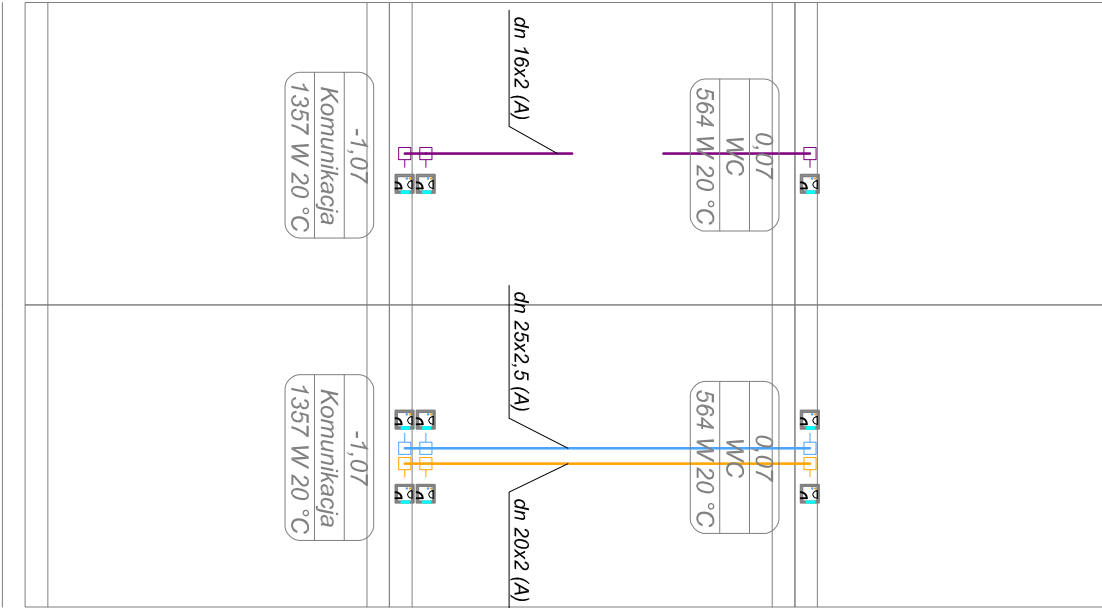 dn 16x2 (A)
-1,07
Komunikacja
1357 W 20 °C
0,07
WC
564 W 20 °C
dn 25x2,5 (A)
-1,07
Komunikacja
1357 W 20 °C
0,07
WC
564 W 20 °C
dn 20x2 (A)